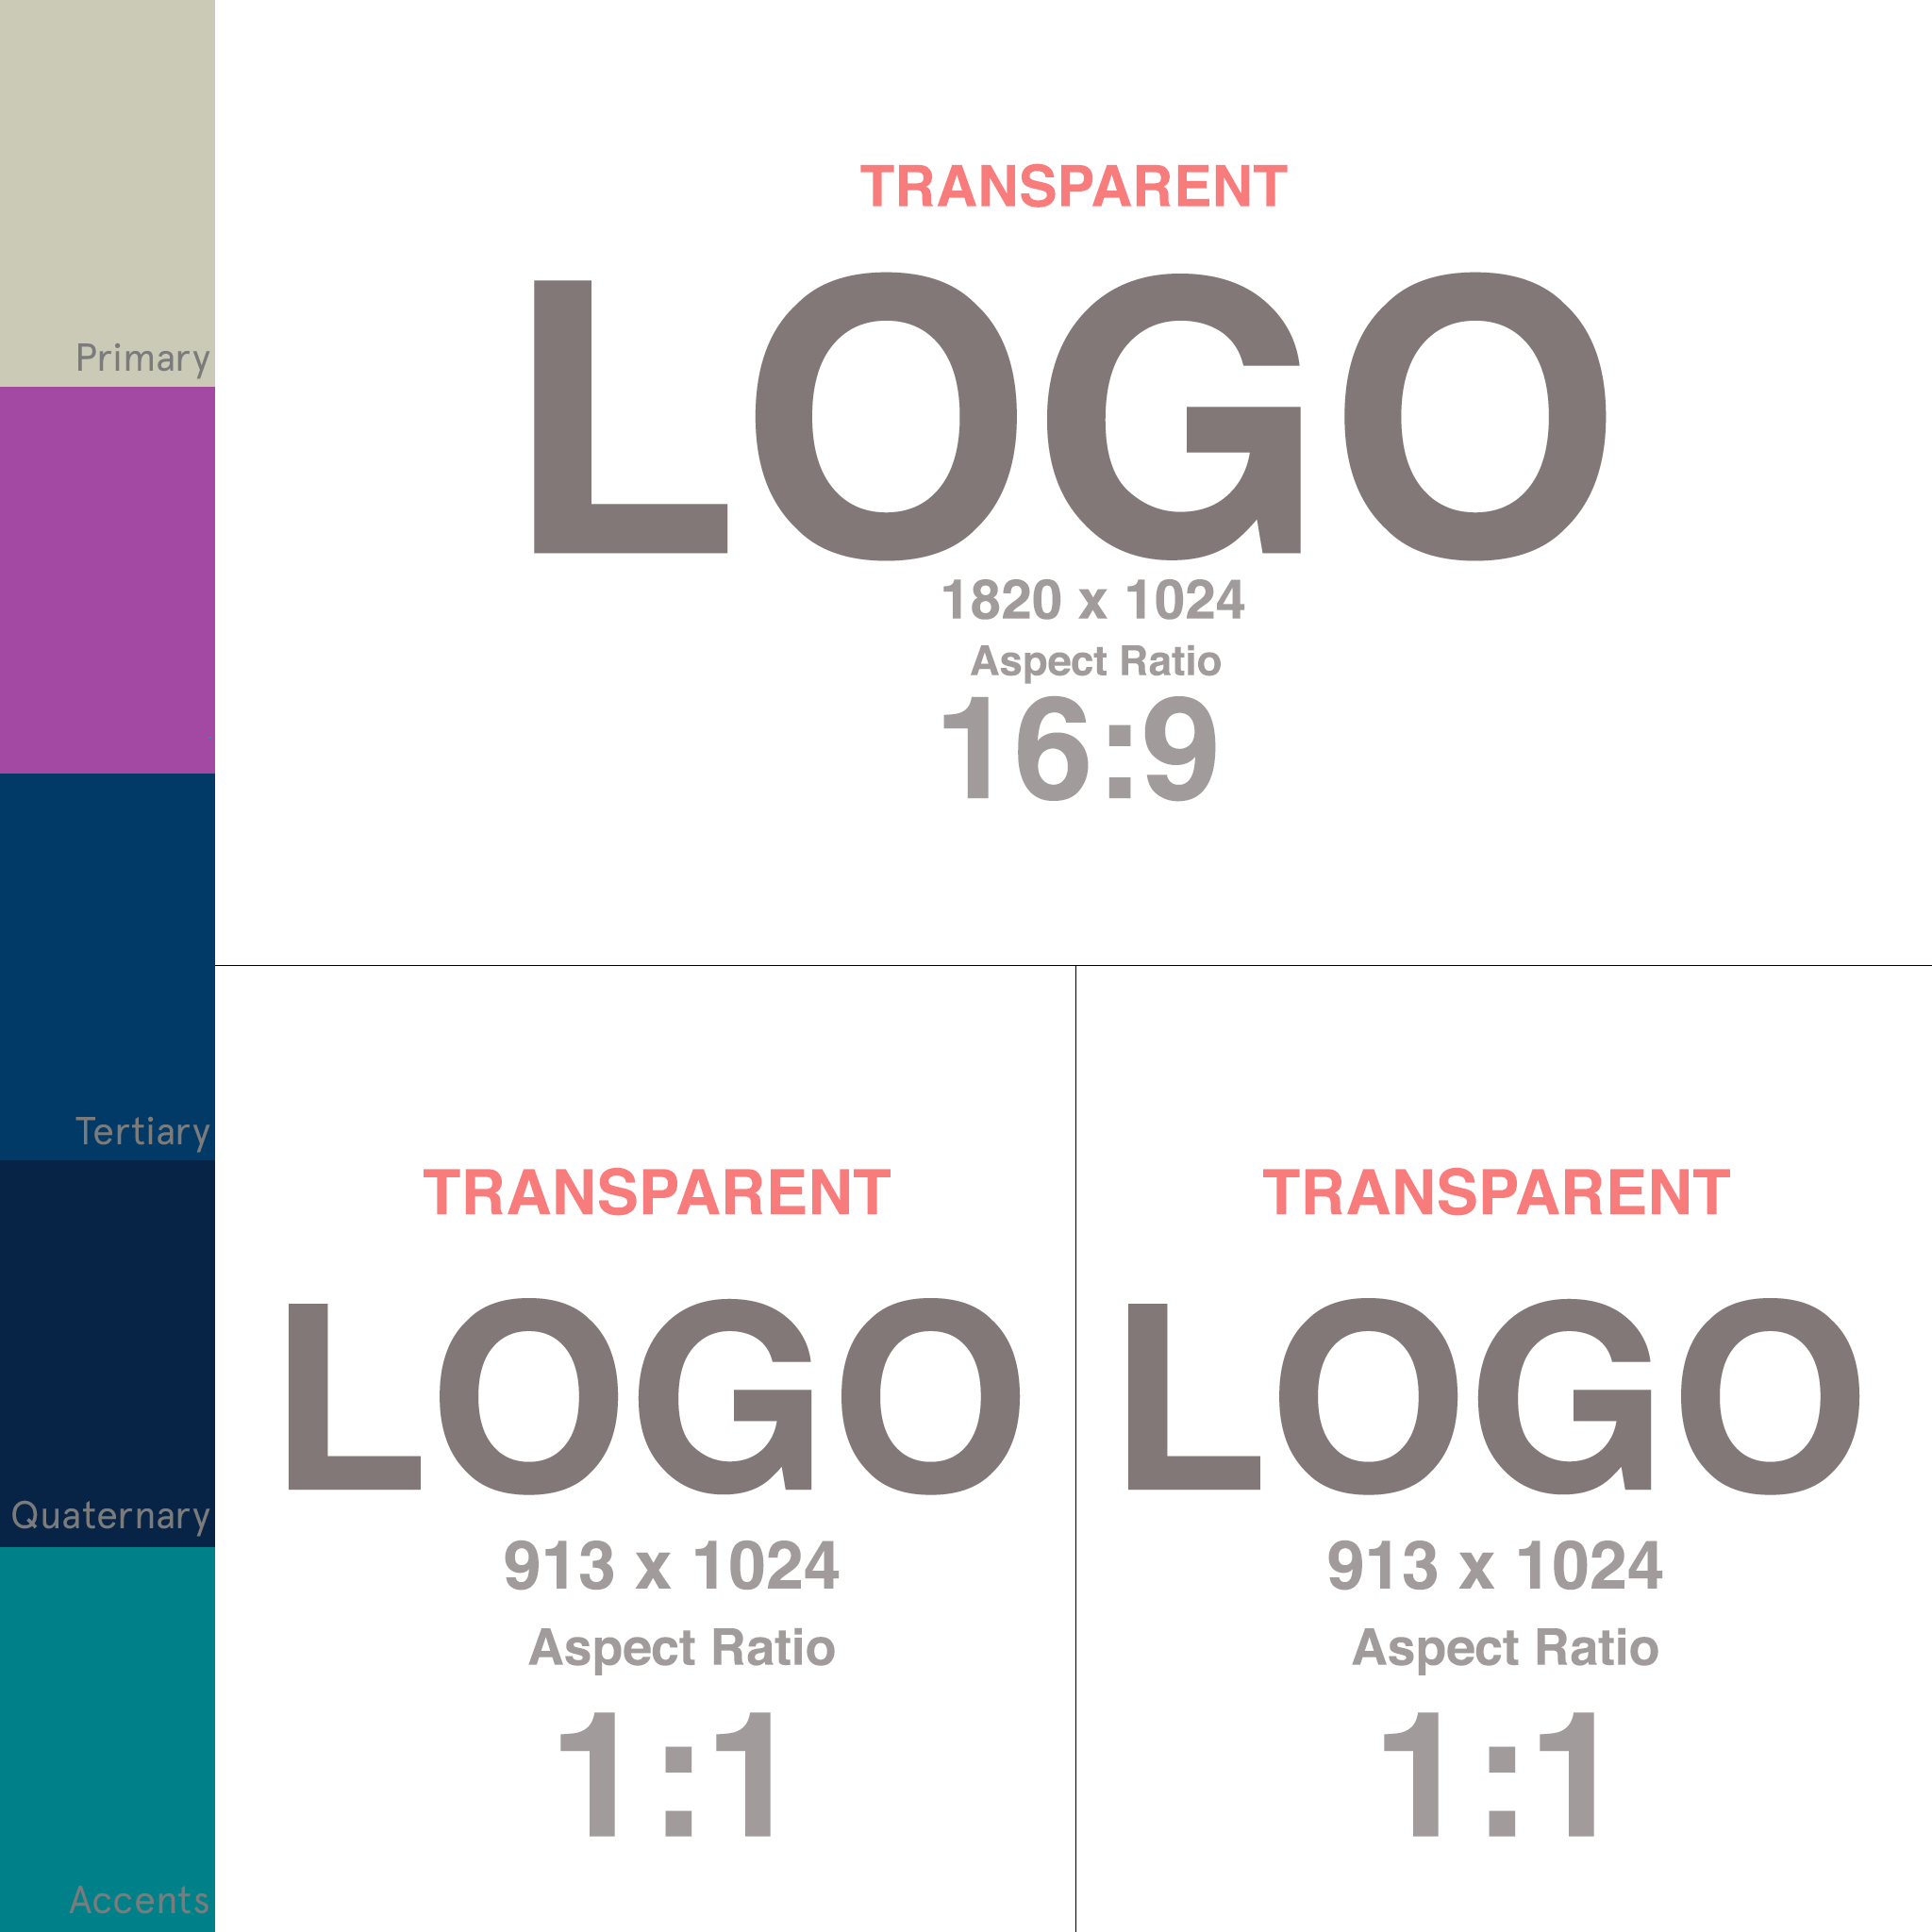 Primary
Tertiary
Quaternary
Accents
TRANSPARENT
LOGO
1820 x 1024
Aspect Ratio
16:9
TRANSPARENT
LOGO
913 x 1024
Aspect Ratio
1:1
TRANSPARENT
LOGO
913 x 1024
Aspect Ratio
1:1